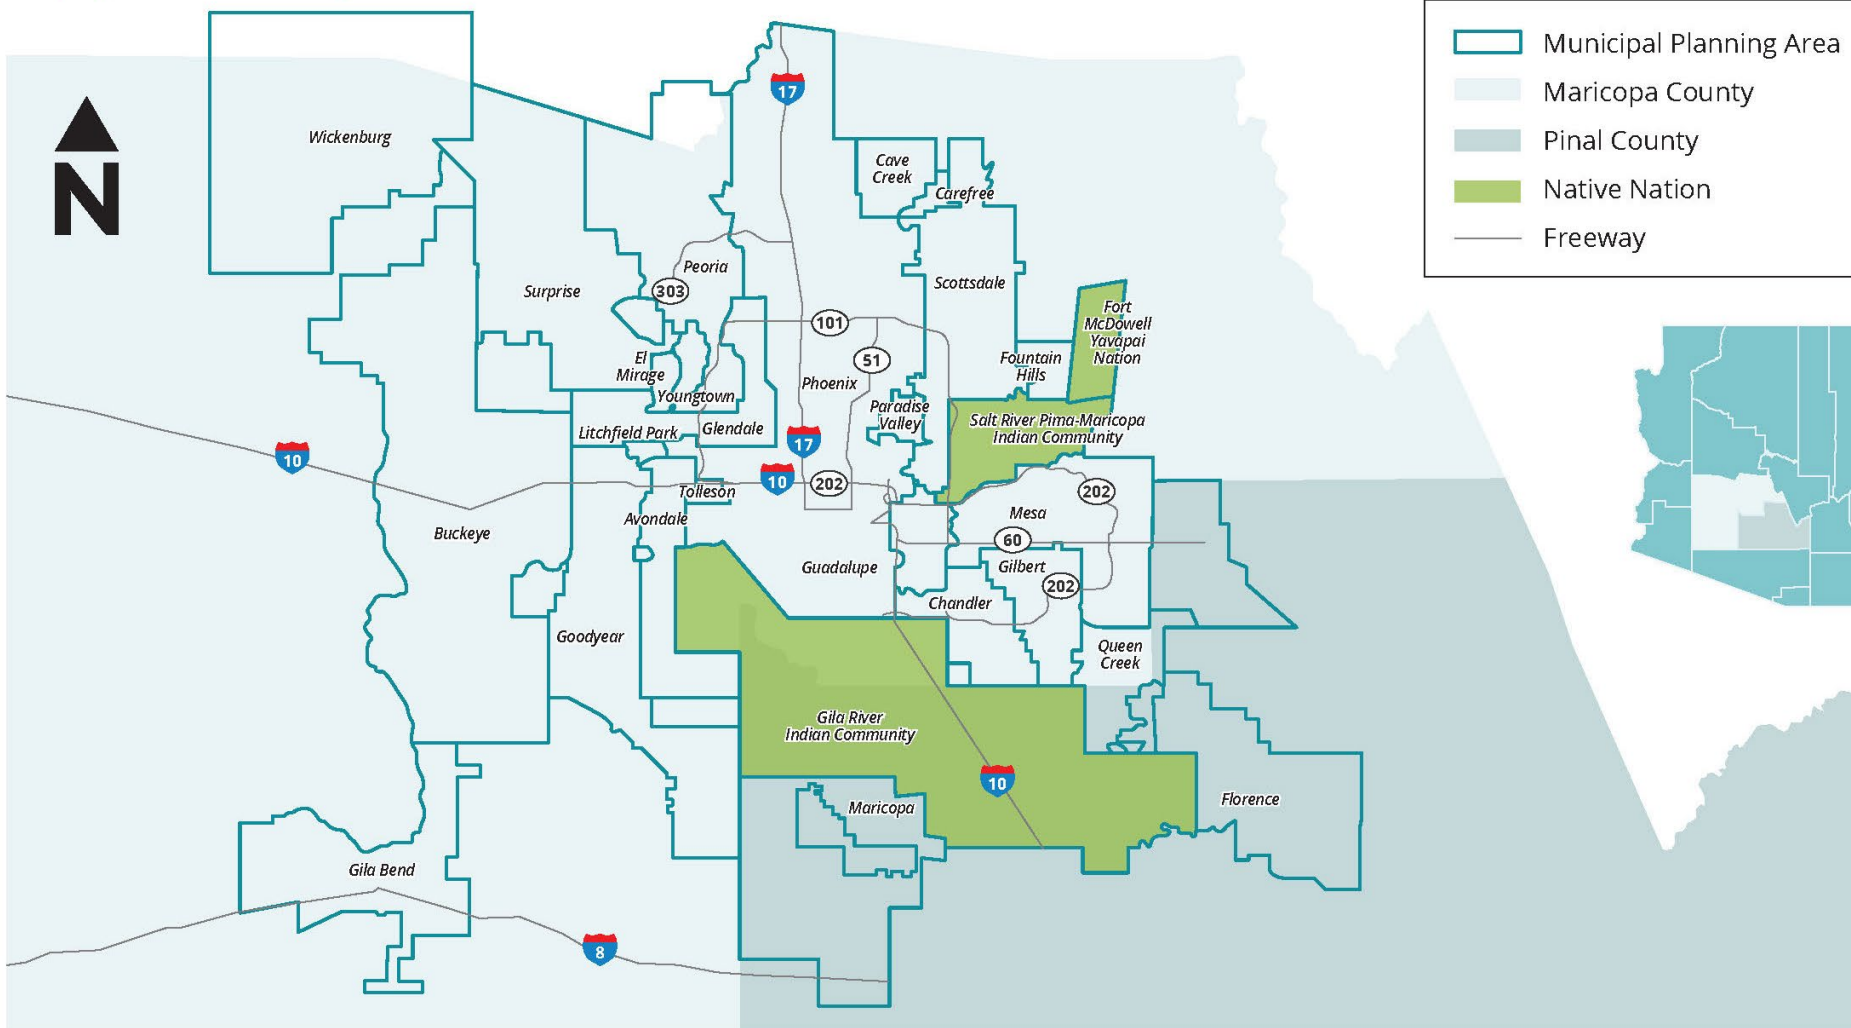 Municipal Planning Area
Maricopa County
Pinal County
Native Nation
Freeway
N
17
Wickenburg
Cave
Creek
Carefree
Peoria
303
Surprise
Scottsdale
101
51
Fort
McDowell
Yavapai
Nation
El
Mirage
Youngtown
Phoenix
Fountain
Hills
Paradise
Valley
Litchfield Park
Glendale
17
Salt River Pima-Maricopa
Indian Community
10
10
202
Tolleson
202
Avondale
Mesa
Buckeye
60
Guadalupe
Gilbert
202
Chandler
Goodyear
Queen
Creek
Gila River
Indian Community
10
Maricopa
Florence
Gila Bend
8